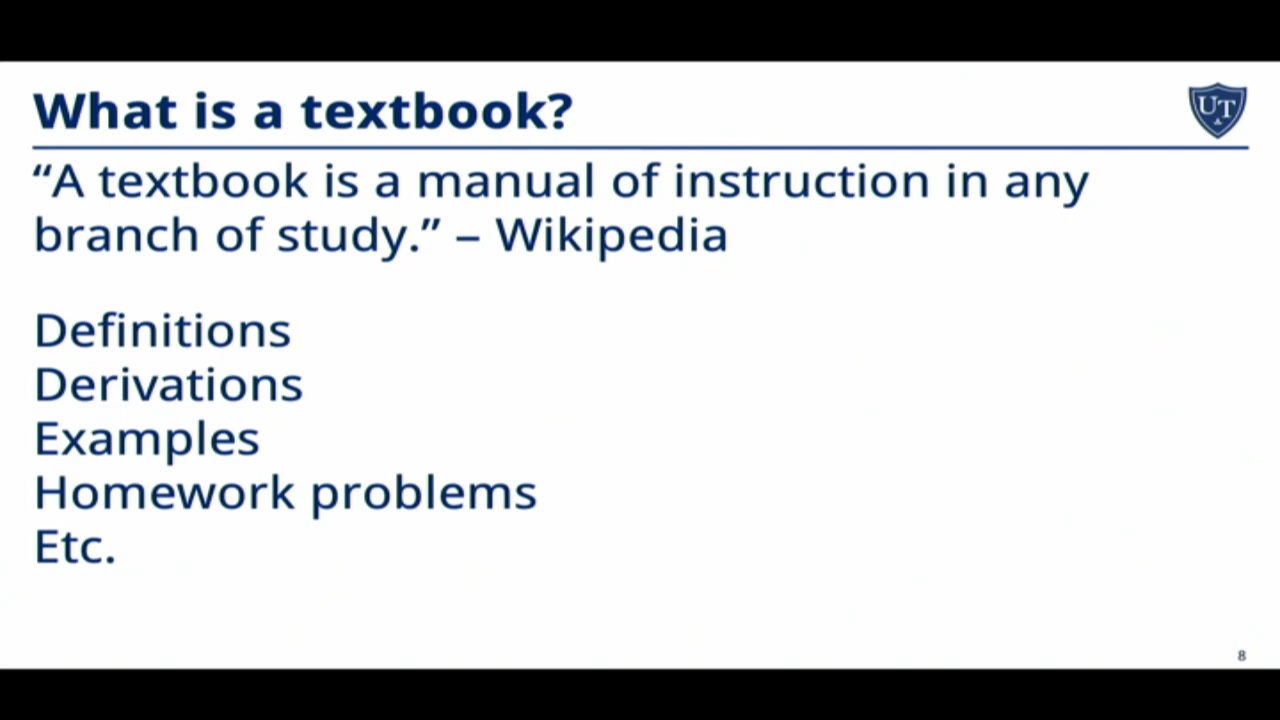 What is a textbook?
UT
“A textbook is a manual of instruction in any
branch of study.” – Wikipedia
Definitions
Derivations
Examples
Homework problems
Etc.
8